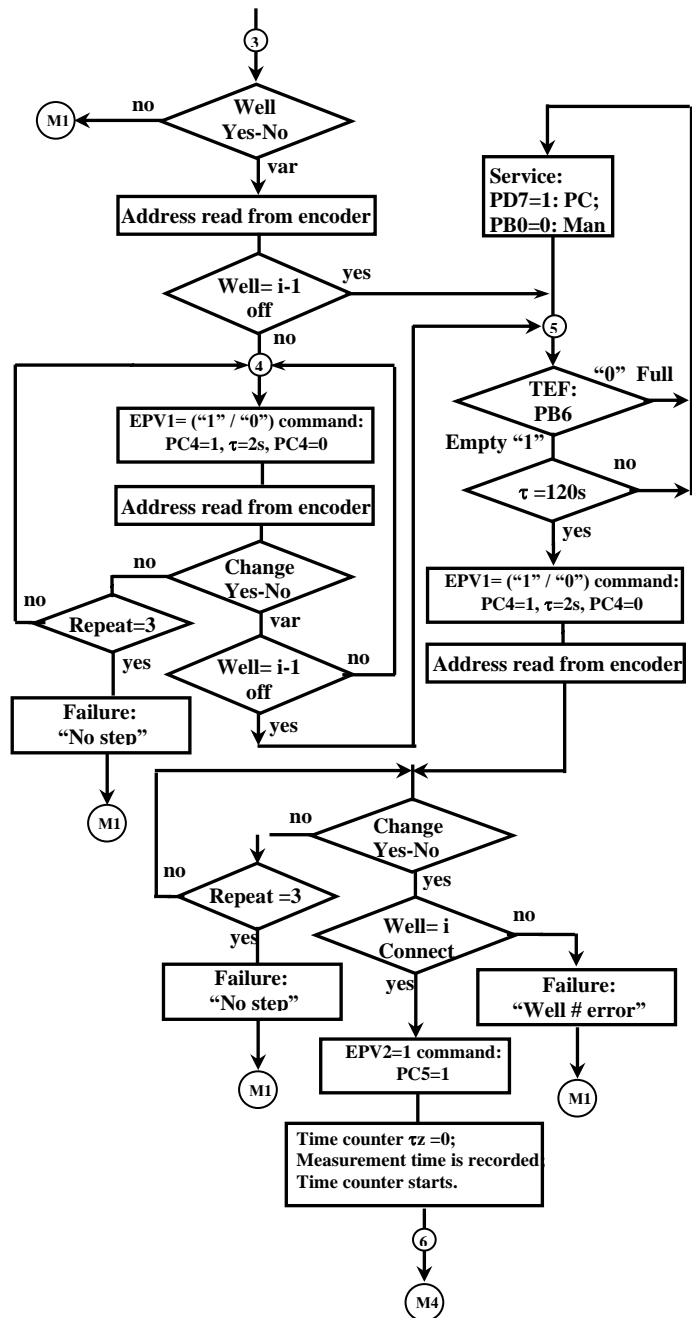 3
no
Well
Yes-No
M1
var
Address read from encoder
Well= i-1
off
yes
no
4
EPV1= (“1” / “0”) command:
PC4=1, τ=2s, PC4=0
Address read from encoder
no
Change
Yes-No
no
Repeat=3
var
yes
Well= i-1
off
no
yes
Failure:
“No step”
M1
Service:
PD7=1: PC;
PB0=0: Man
5
TEF:
PB6
“0” Full
Empty “1”
no
τ =120s
yes
EPV1= (“1” / “0”) command:
PC4=1, τ=2s, PC4=0
Address read from encoder
no
Change
Yes-No
no
Repeat =3
yes
yes
Well= i
Connect
no
yes
Failure:
“No step”
M1
Failure:
“Well # error”
M1
EPV2=1 command:
PC5=1
Time counter τz =0;
Measurement time is recorded;
Time counter starts.
6
M4